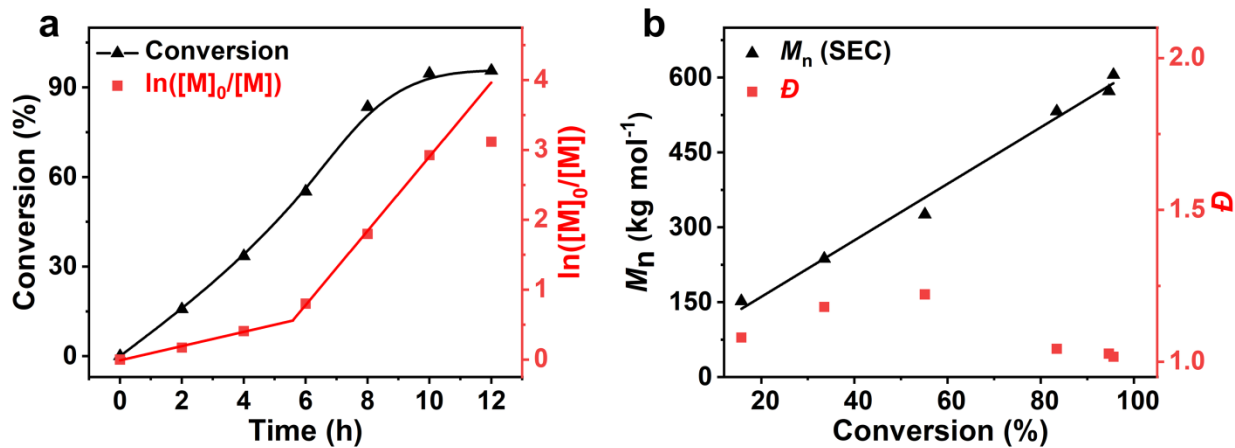 a
Conversion
ln([M]₀/[M])
Conversion (%)
90
60
30
0
4
3
2
1
0
ln([M]₀/[M])
0 2 4 6 8 10 12
Time (h)
b
Mₙ (SEC)
Đ
Mₙ (kg mol⁻¹)
600
450
300
150
0
2.0
1.5
1.0
Đ
20 40 60 80 100
Conversion (%)